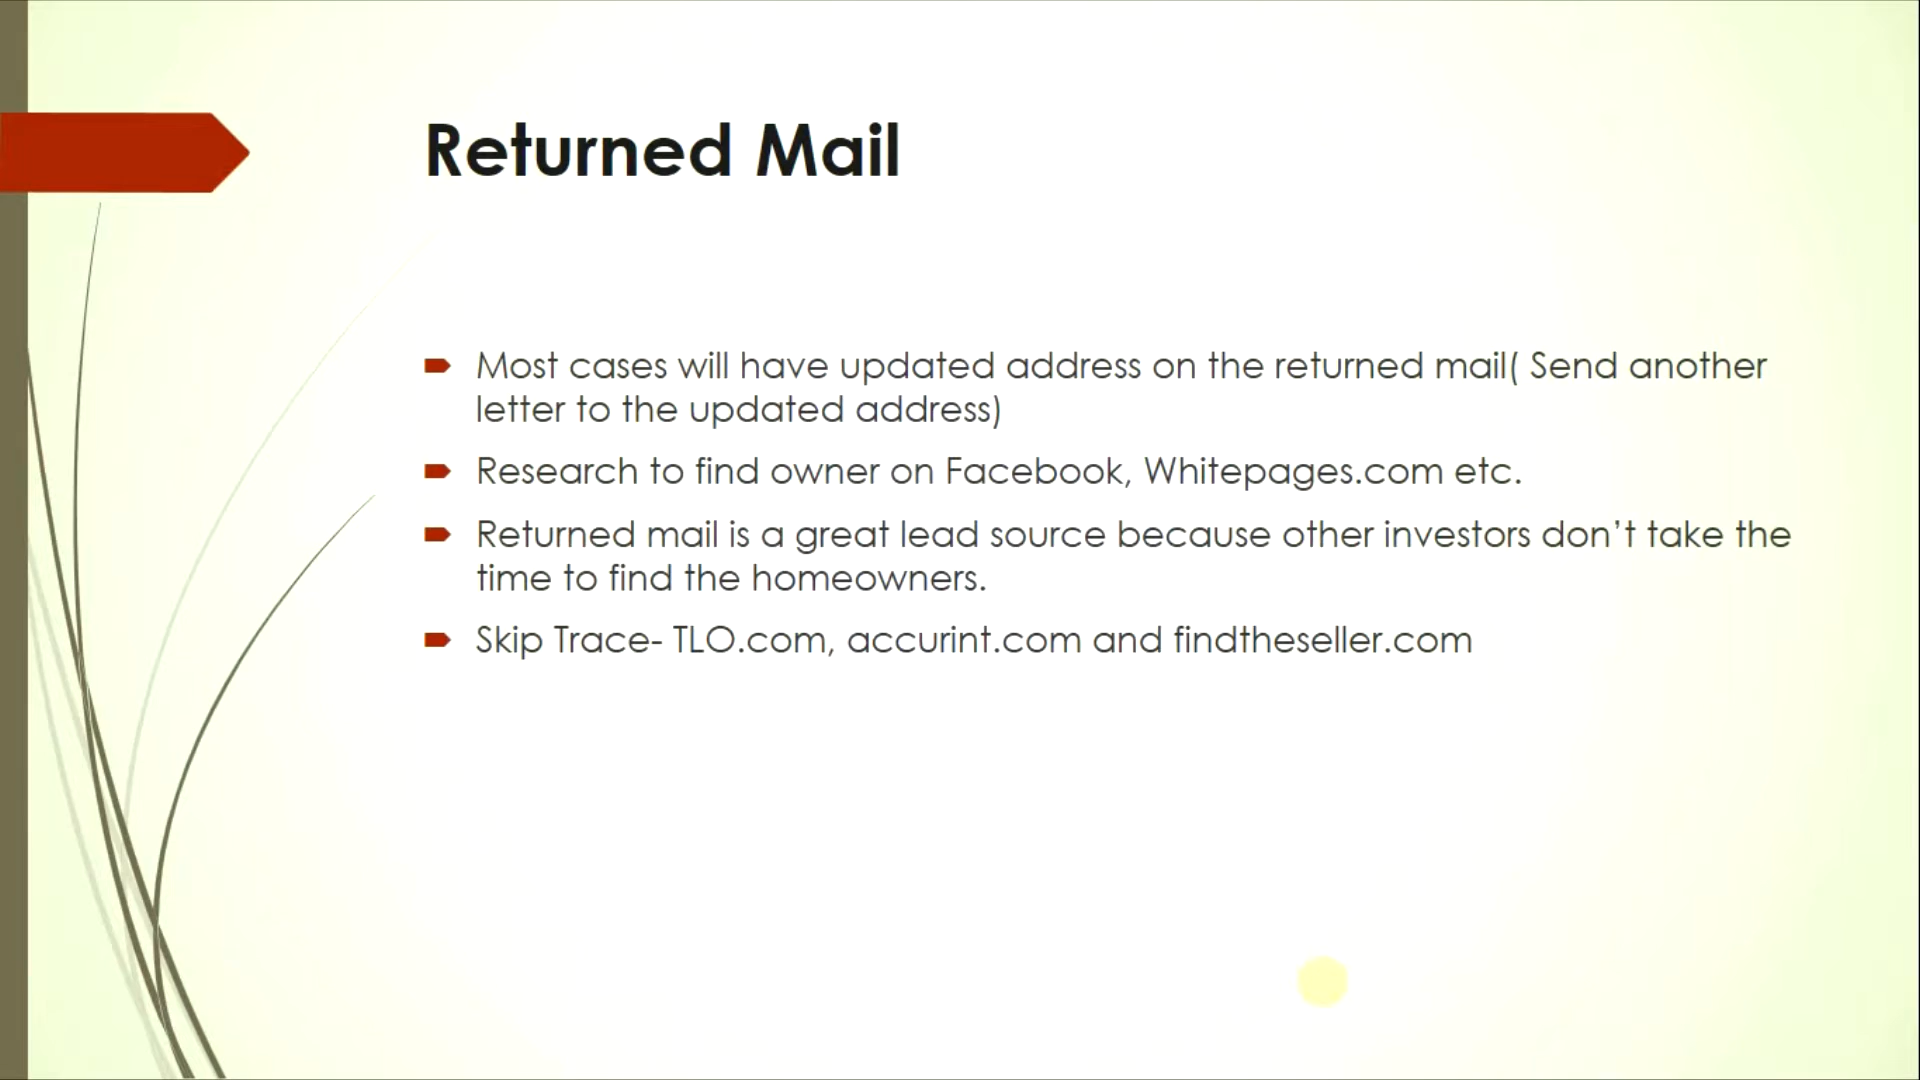 Returned Mail
Most cases will have updated address on the returned mail( Send another
letter to the updated address)
Research to find owner on Facebook, Whitepages.com etc.
Returned mail is a great lead source because other investors don’t take the
time to find the homeowners.
Skip Trace- TLO.com, accurint.com and findtheseller.com